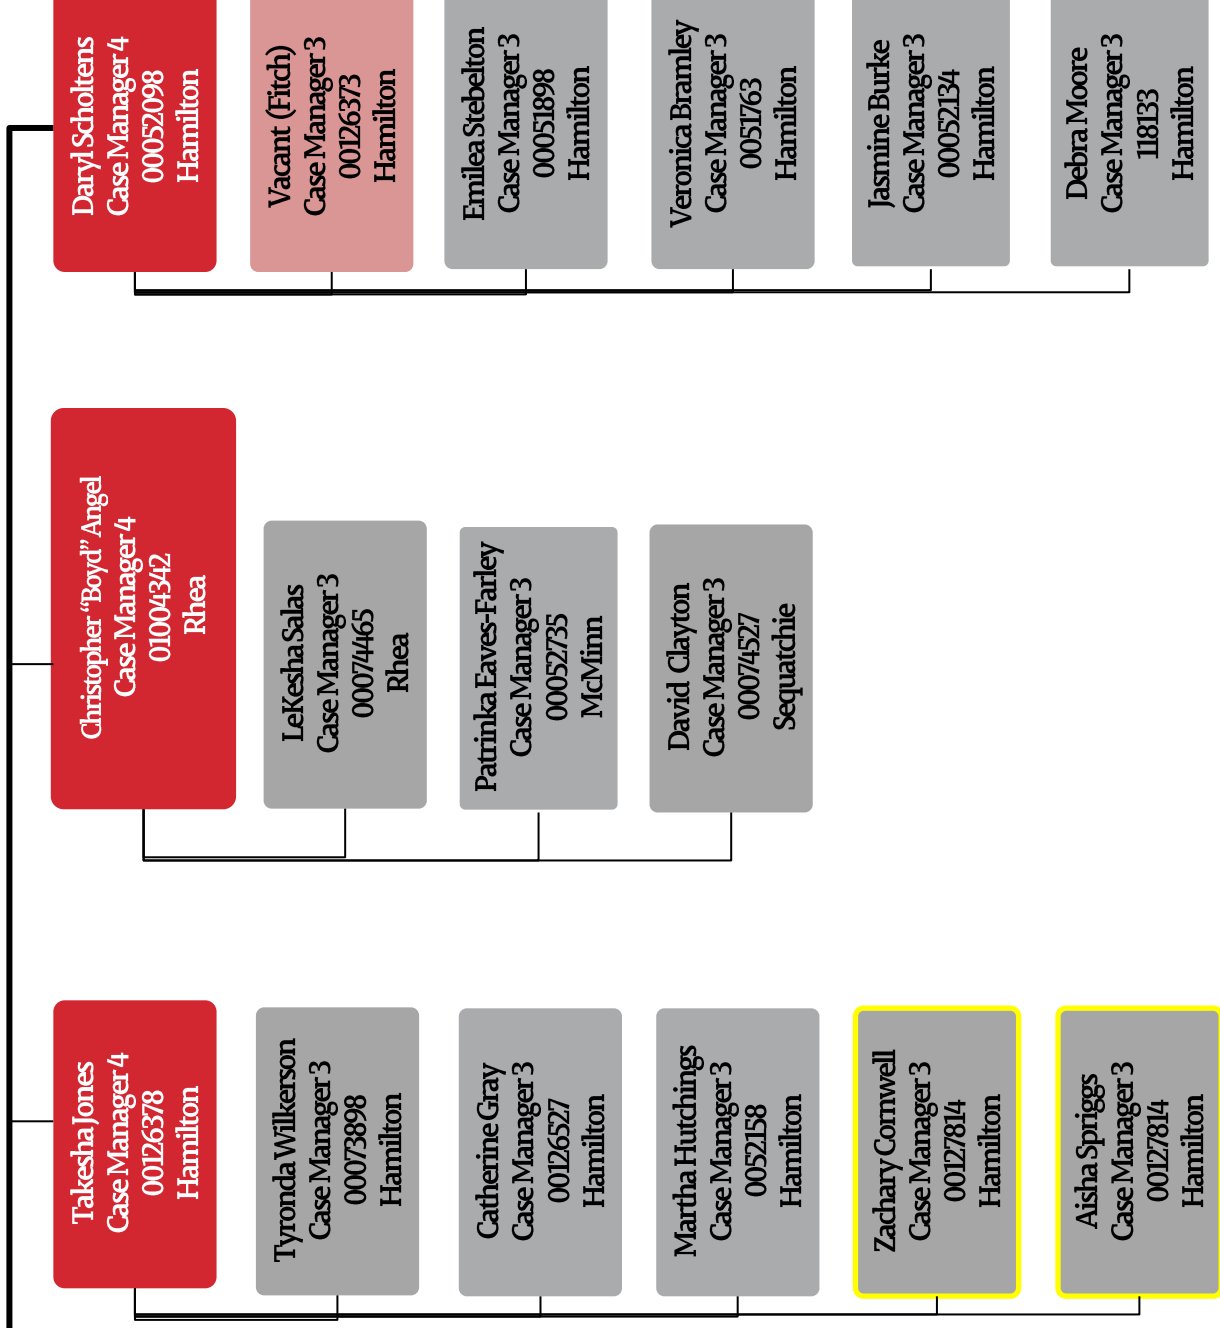 Takesha Jones
Case Manager 4
00126378
Hamilton
Tyronda Wilkerson
Case Manager 3
00073898
Hamilton
Catherine Gray
Case Manager 3
00126527
Hamilton
Martha Hutchings
Case Manager 3
0052158
Hamilton
Zachary Cornwell
Case Manager 3
00127814
Hamilton
Aisha Spriggs
Case Manager 3
00127814
Hamilton
Christopher “Boyd” Angel
Case Manager 4
01004342
Rhea
LeKesha Salas
Case Manager 3
00074465
Rhea
Patrinka Eaves-Farley
Case Manager 3
00052735
McMinn
David Clayton
Case Manager 3
00074527
Sequatchie
Daryl Scholtens
Case Manager 4
00052098
Hamilton
Vacant (Fitch)
Case Manager 3
00126373
Hamilton
Emilea Stebelton
Case Manager 3
00051898
Hamilton
Veronica Bramley
Case Manager 3
0051763
Hamilton
Jasmine Burke
Case Manager 3
00052134
Hamilton
Debra Moore
Case Manager 3
118133
Hamilton